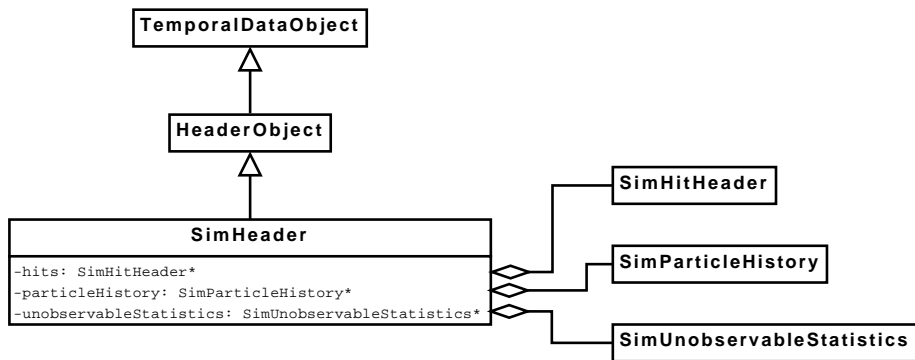 TemporalDataObject
HeaderObject
SimHitHeader
SimHeader
-hits: SimHitHeader*
-particleHistory: SimParticleHistory*
-unobservableStatistics: SimUnobservableStatistics*
SimParticleHistory
SimUnobservableStatistics